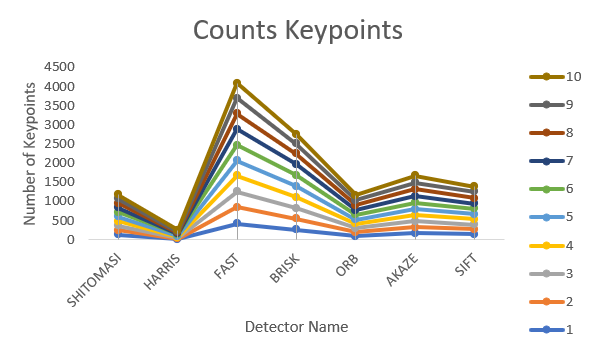 Counts Keypoints
Number of Keypoints
4500
4000
3500
3000
2500
2000
1500
1000
500
0
SHITOMASI
HARRIS
FAST
BRISK
ORB
AKAZE
SIFT
Detector Name
10
9
8
7
6
5
4
3
2
1